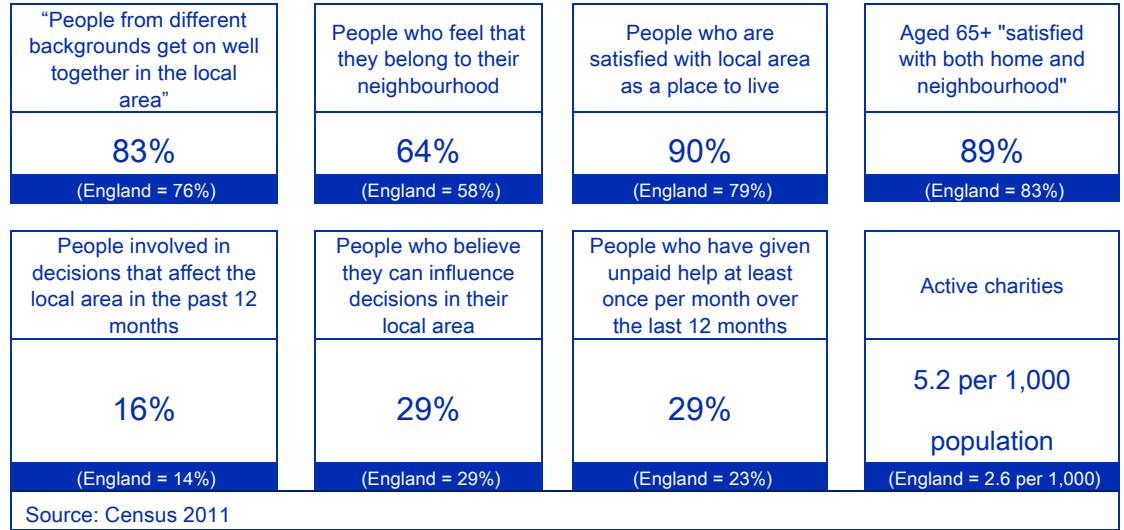 “People from different
backgrounds get on well
together in the local
area”
83%
(England = 76%)
People who feel that
they belong to their
neighbourhood
64%
(England = 58%)
People who are
satisfied with local area
as a place to live
90%
(England = 79%)
Aged 65+ "satisfied
with both home and
neighbourhood"
89%
(England = 83%)
People involved in
decisions that affect the
local area in the past 12
months
16%
(England = 14%)
People who believe
they can influence
decisions in their
local area
29%
(England = 29%)
People who have given
unpaid help at least
once per month over
the last 12 months
29%
(England = 23%)
Active charities
5.2 per 1,000
population
(England = 2.6 per 1,000)
Source: Census 2011